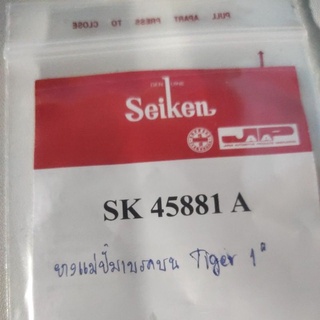 PULL APART PRESS TO CLOSE
Seiken
JAAP
SK 45881 A
ยางแม่ปั๊มเบรคบน Tiger 1"